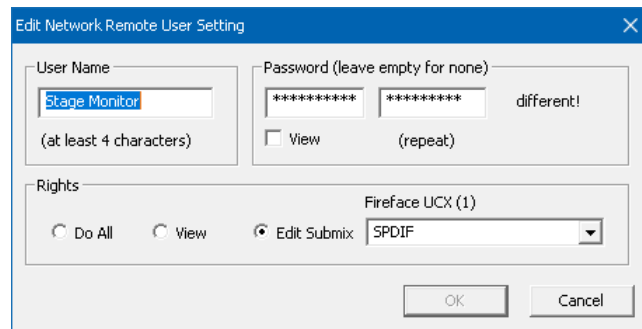 Edit Network Remote User Setting
User Name
Password (leave empty for none)
Stage Monitor
********** ********* different!
(at least 4 characters)
View (repeat)
Rights
Fireface UCX (1)
Do All View Edit Submix SPDIF
OK Cancel